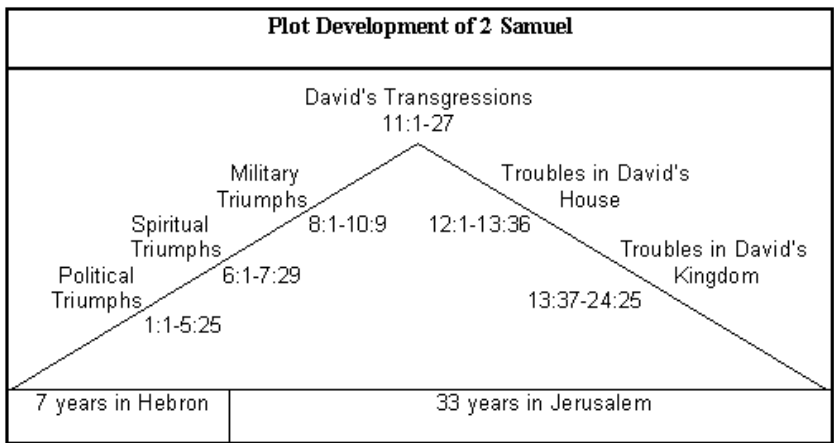 Plot Development of 2 Samuel
David's Transgressions
11:1-27
Military
Triumphs
8:1-10:9
Spiritual
Triumphs
6:1-7:29
Political
Triumphs
1:1-5:25
Troubles in David's
House
12:1-13:36
Troubles in David's
Kingdom
13:37-24:25
7 years in Hebron
33 years in Jerusalem